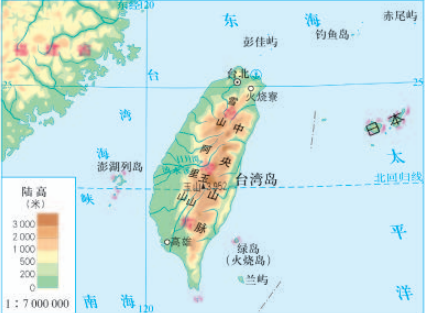 东经120
东海
赤尾屿
钓鱼岛
彭佳屿
福建省
台北
台湾海峡
25
25
火烧寮
雪山
中央山脉
日本
阿里山
玉山
3 952
澎湖列岛
台湾岛
太平洋
北回归线
陆高
(米)
3 000
2 000
1 000
500
200
0
1:7 000 000
高雄
绿岛
(火烧岛)
兰屿
南海
120